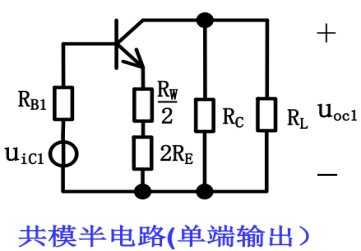 +
R_W/2
R_B1
R_C
R_L
u_oc1
u_iC1
2R_E
−
共模半电路(单端输出）